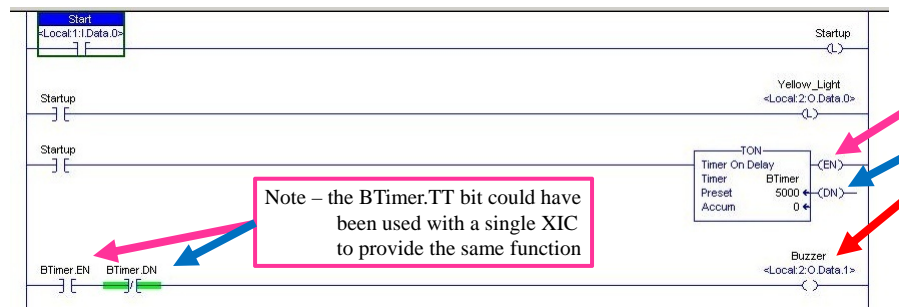 Start
<Local:1:I.Data.0>
Startup
(L)
Yellow_Light
<Local:2:O.Data.0>
Startup
(L)
Startup
TON
Timer On Delay
(EN)
Timer BTimer
Preset 5000
(DN)
Accum 0
Note – the BTimer.TT bit could have
been used with a single XIC
to provide the same function
BTimer.EN BTimer.DN
Buzzer
<Local:2:O.Data.1>